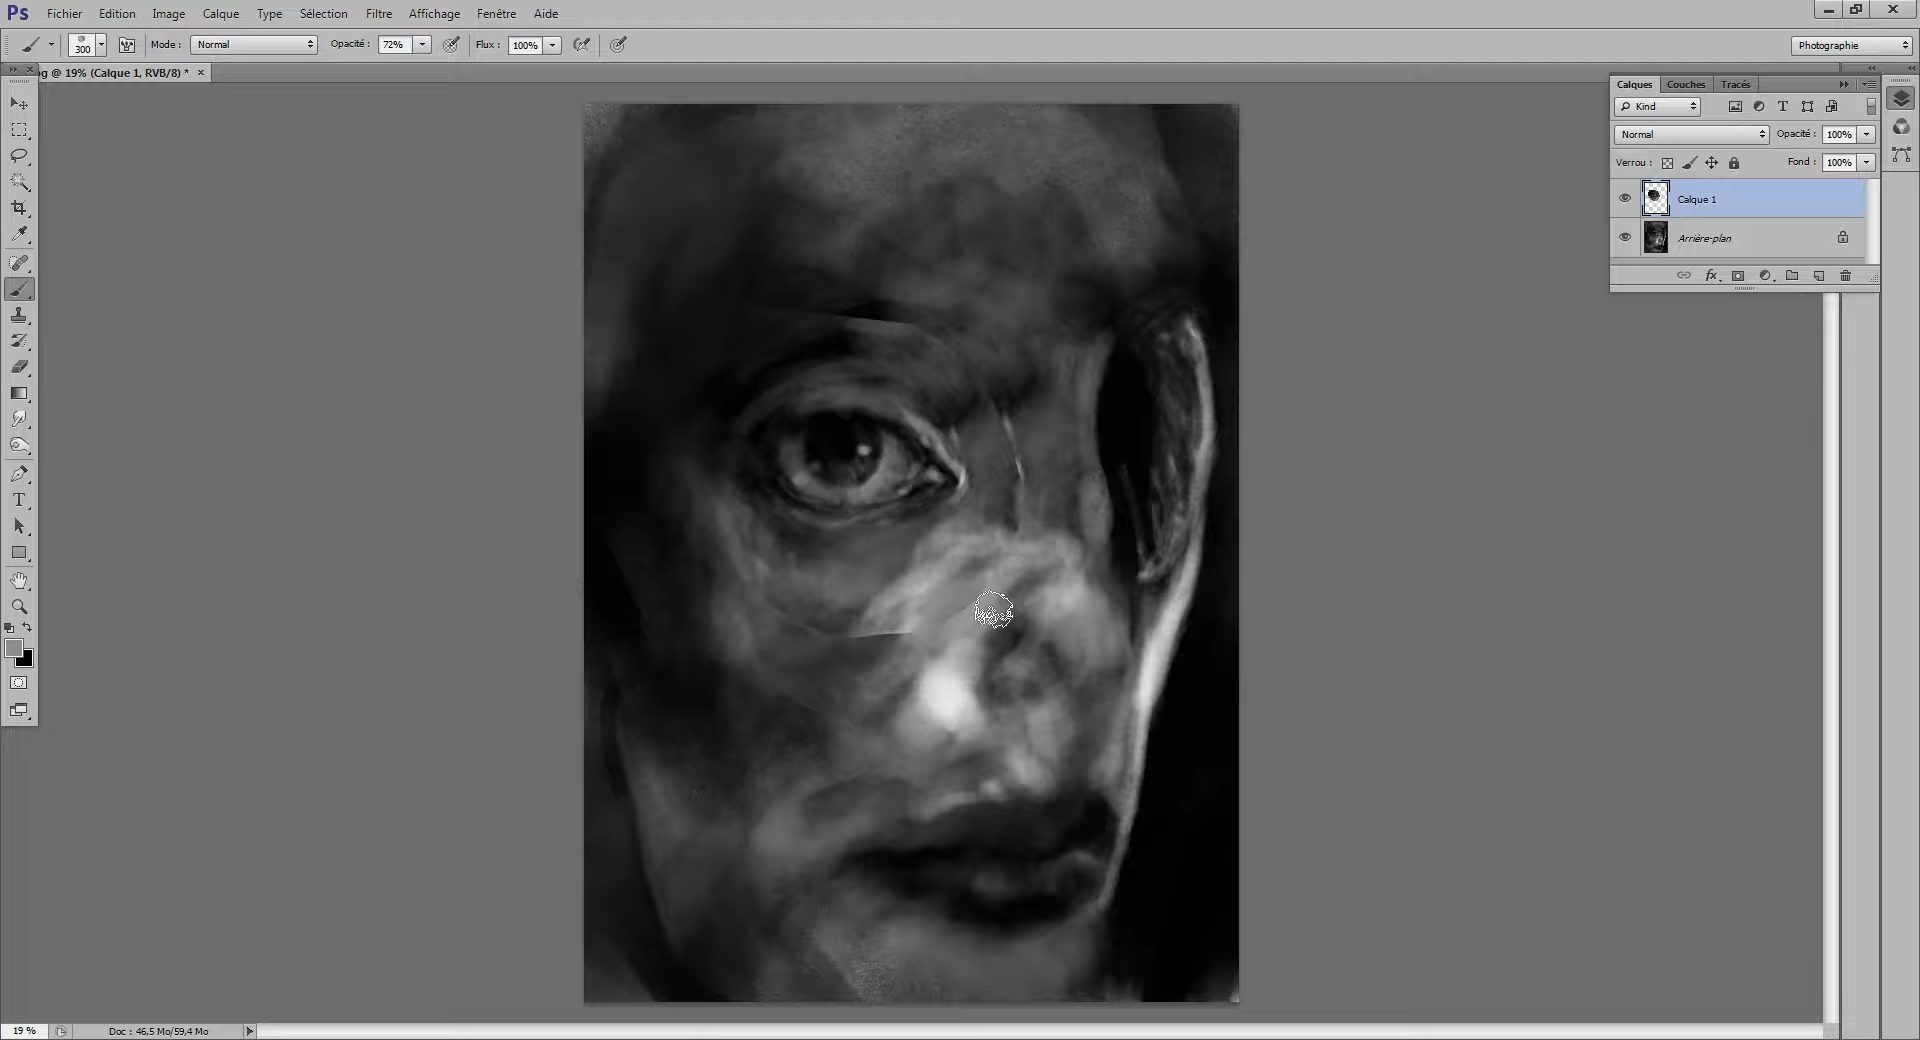 Ps Fichier Edition Image Calque Type Sélection Filtre Affichage Fenêtre Aide
300 Mode : Normal Opacité : 72% Flux : 100% Photographie
@ 19% (Calque 1, RVB/8) *
Calques Couches Tracés
Kind
Normal Opacité : 100%
Verrou : Fond : 100%
Calque 1
Arrière-plan
fx
T
19 % Doc : 46,5 Mo/59,4 Mo